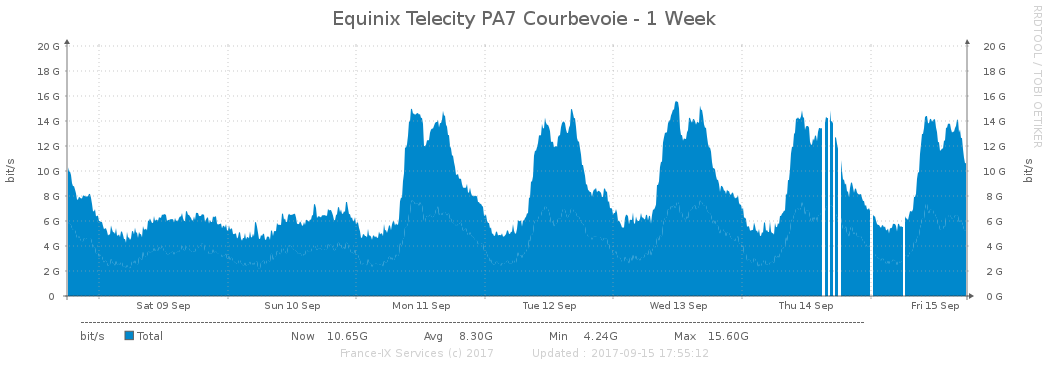 Equinix Telecity PA7 Courbevoie - 1 Week
RRDTOOL / TOBI OETIKER
bit/s
20 G
18 G
16 G
14 G
12 G
10 G
8 G
6 G
4 G
2 G
0
20 G
18 G
16 G
14 G
12 G
10 G
8 G
6 G
4 G
2 G
0 G
bit/s
Sat 09 Sep Sun 10 Sep Mon 11 Sep Tue 12 Sep Wed 13 Sep Thu 14 Sep Fri 15 Sep
bit/s Total Now 10.65G Avg 8.30G Min 4.24G Max 15.60G
France-IX Services (c) 2017 Updated : 2017-09-15 17:55:12